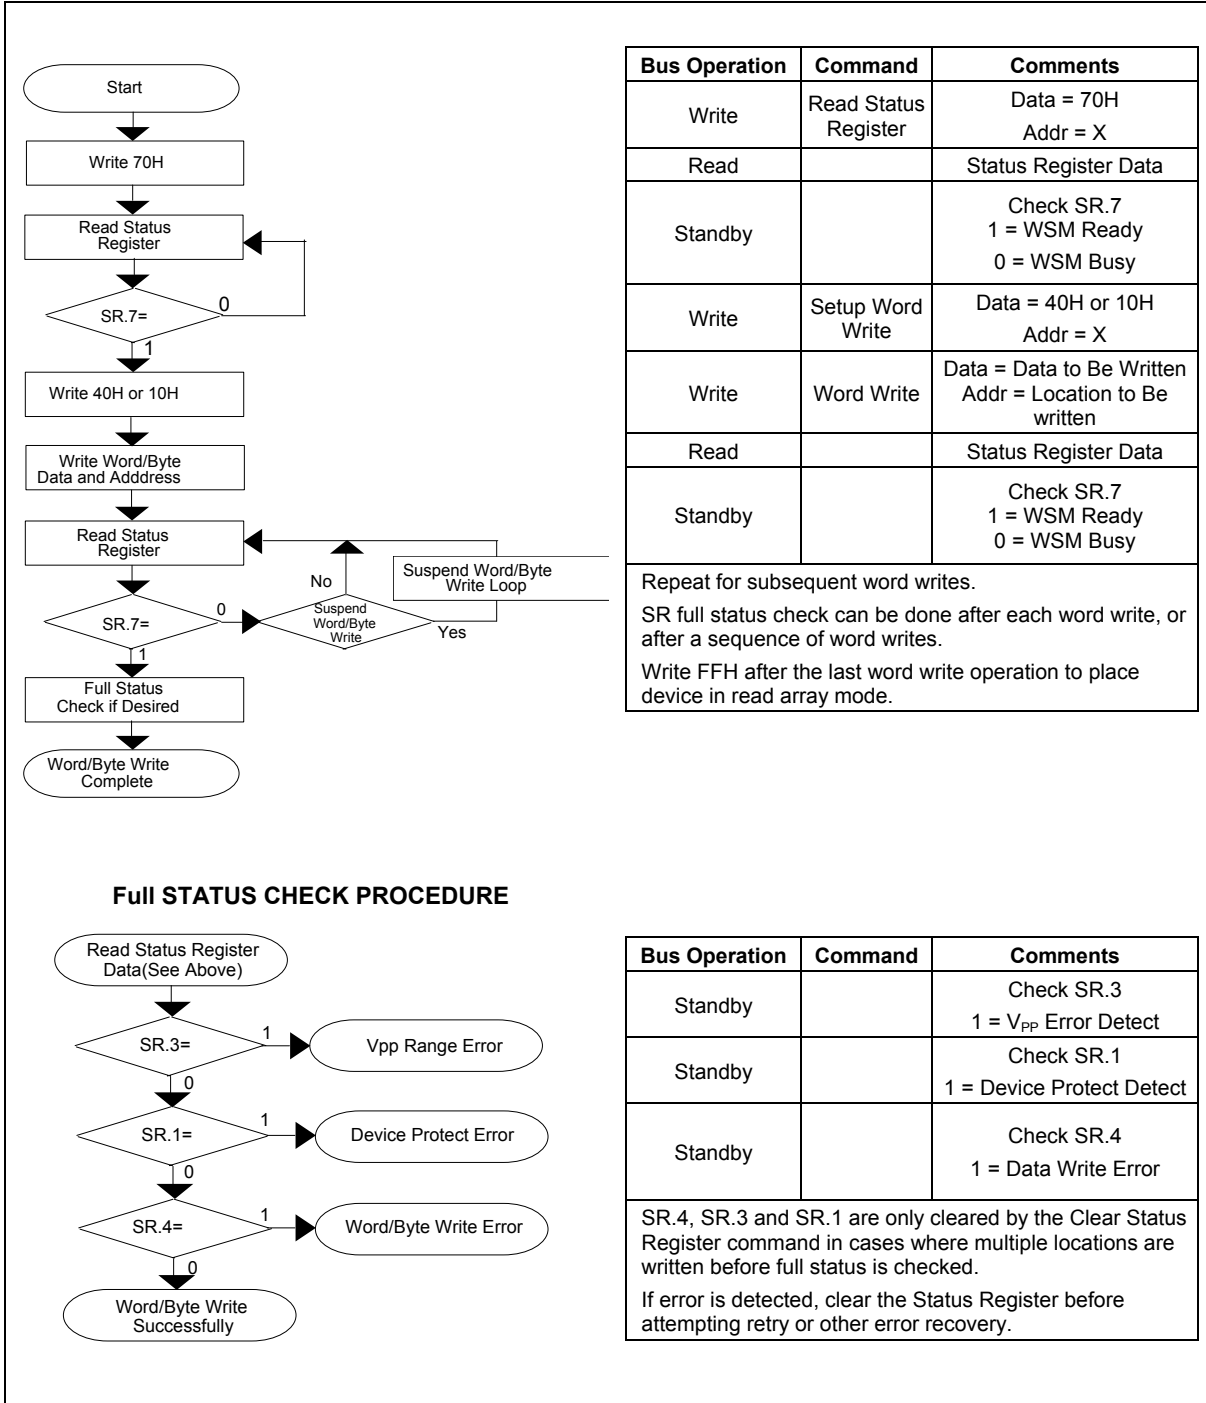 Start
Write 70H
Read Status
Register
SR.7=
0
1
Write 40H or 10H
Write Word/Byte
Data and Adddress
Read Status
Register
SR.7=
0
1
Suspend
Word/Byte
Write
No
Yes
Suspend Word/Byte
Write Loop
Full Status
Check if Desired
Word/Byte Write
Complete
Bus Operation Command Comments
Write
Read Status
Register
Data = 70H
Addr = X
Read Status Register Data
Standby
Check SR.7
1 = WSM Ready
0 = WSM Busy
Write
Setup Word
Write
Data = 40H or 10H
Addr = X
Write Word Write
Data = Data to Be Written
Addr = Location to Be
written
Read Status Register Data
Standby
Check SR.7
1 = WSM Ready
0 = WSM Busy
Repeat for subsequent word writes.
SR full status check can be done after each word write, or
after a sequence of word writes.
Write FFH after the last word write operation to place
device in read array mode.
Full STATUS CHECK PROCEDURE
Read Status Register
Data(See Above)
SR.3=
1
Vpp Range Error
0
SR.1=
1
Device Protect Error
0
SR.4=
1
Word/Byte Write Error
0
Word/Byte Write
Successfully
Bus Operation Command Comments
Standby
Check SR.3
1 = VPP Error Detect
Standby
Check SR.1
1 = Device Protect Detect
Standby
Check SR.4
1 = Data Write Error
SR.4, SR.3 and SR.1 are only cleared by the Clear Status
Register command in cases where multiple locations are
written before full status is checked.
If error is detected, clear the Status Register before
attempting retry or other error recovery.